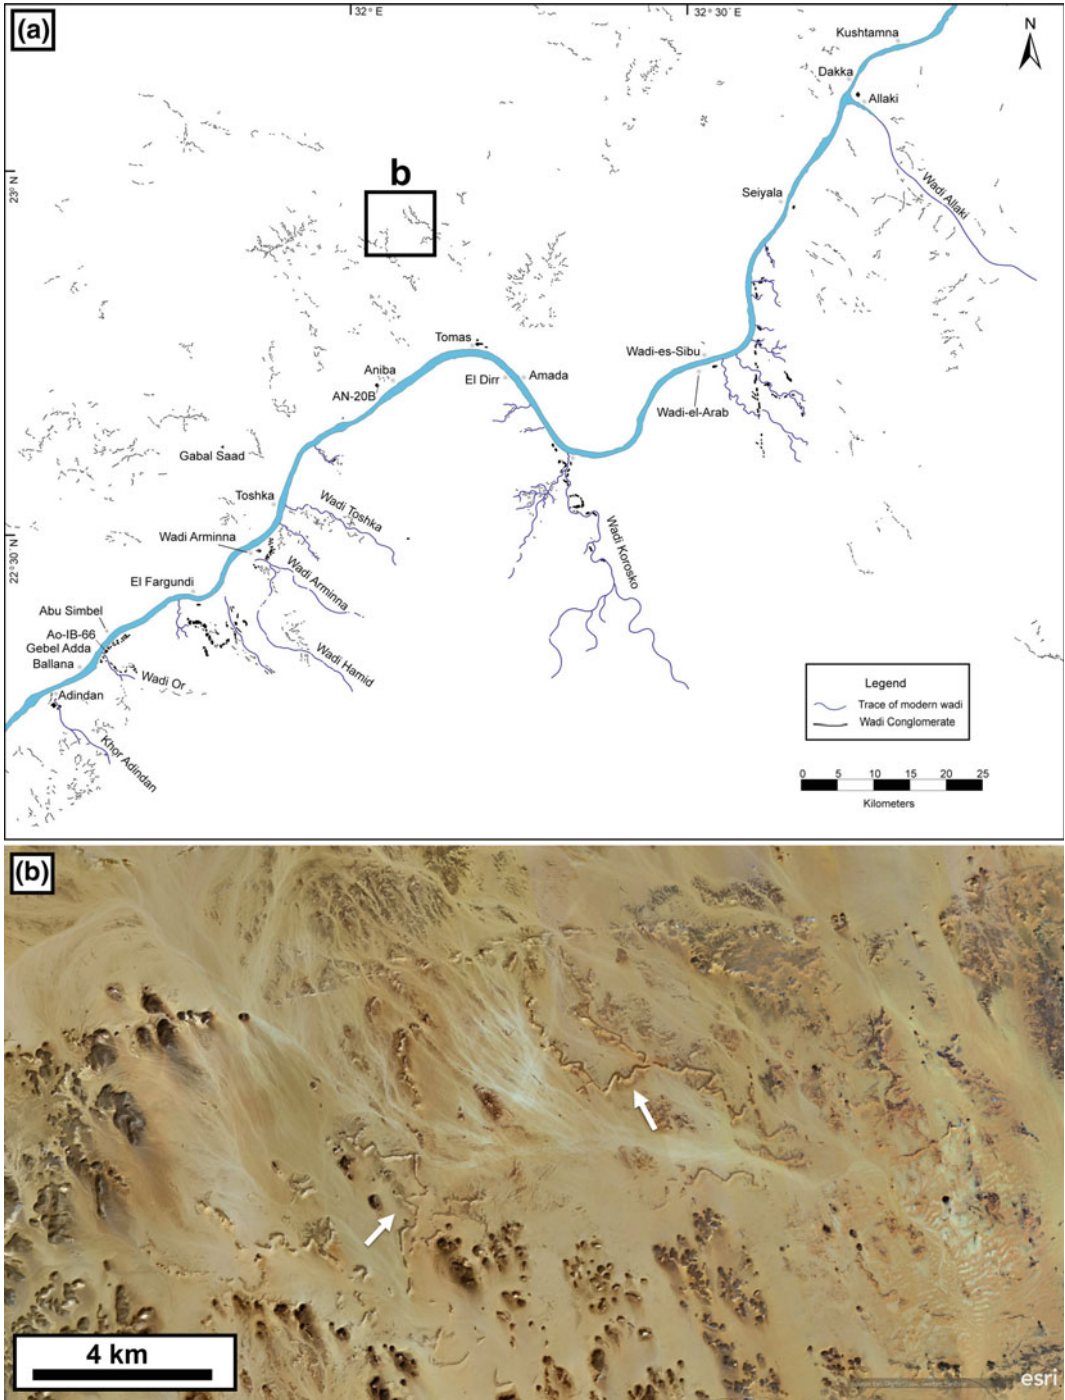 (a)
32° E
32° 30' E
N
Kushtamna
Dakka
Allaki
23° N
b
Wadi Allaki
Seiyala
Tomas
Wadi-es-Sibu
Aniba
El Dirr
Amada
AN-20B
Wadi-el-Arab
Gabal Saad
Toshka
Wadi Toshka
Wadi Arminna
22° 30' N
Wadi Arminna
Wadi Korosko
El Fargundi
Abu Simbel
Ao-IB-66
Gebel Adda
Ballana
Wadi Hamid
Wadi Or
Adindan
Khor Adindan
Legend
Trace of modern wadi
Wadi Conglomerate
0 5 10 15 20 25
Kilometers
(b)
4 km
esri